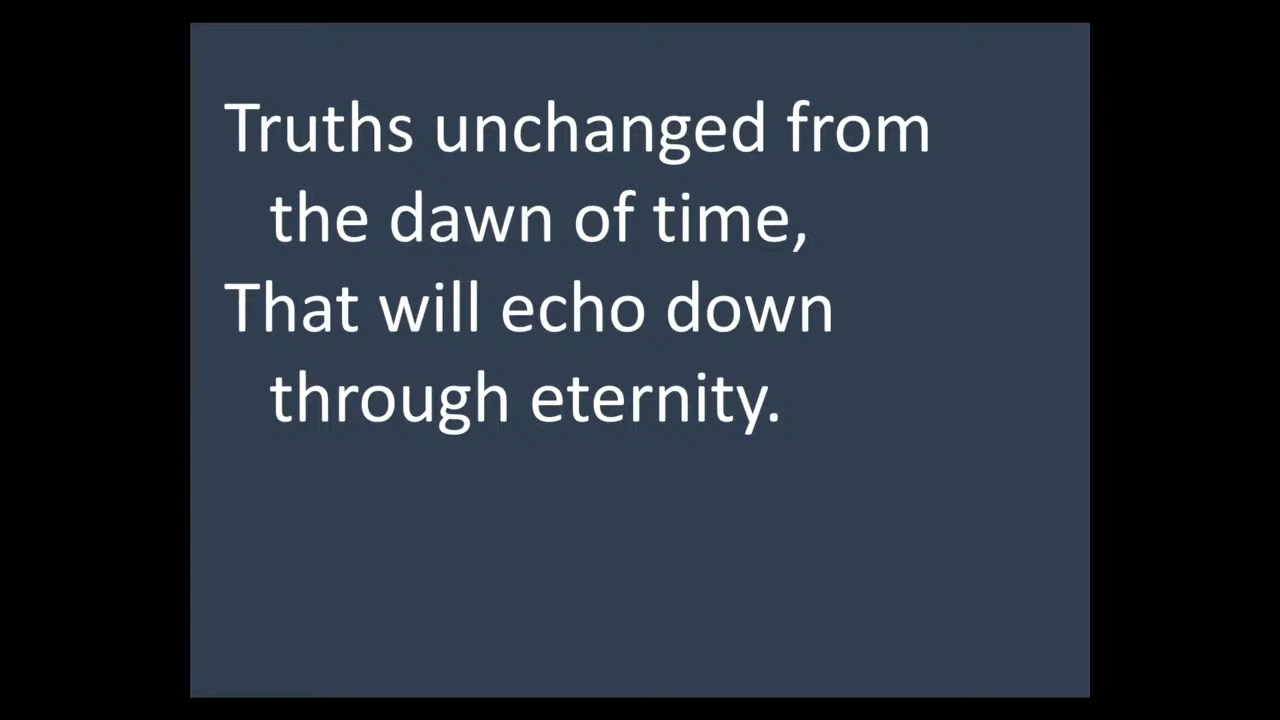 Truths unchanged from
the dawn of time,
That will echo down
through eternity.